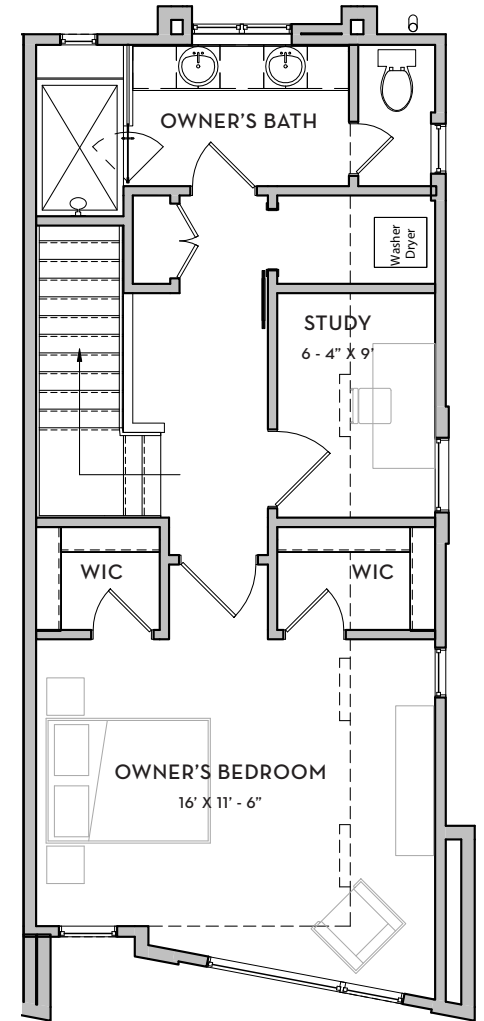 OWNER'S BATH
Washer
Dryer
STUDY
6 - 4” X 9’
WIC
WIC
OWNER'S BEDROOM
16’ X 11’ - 6”